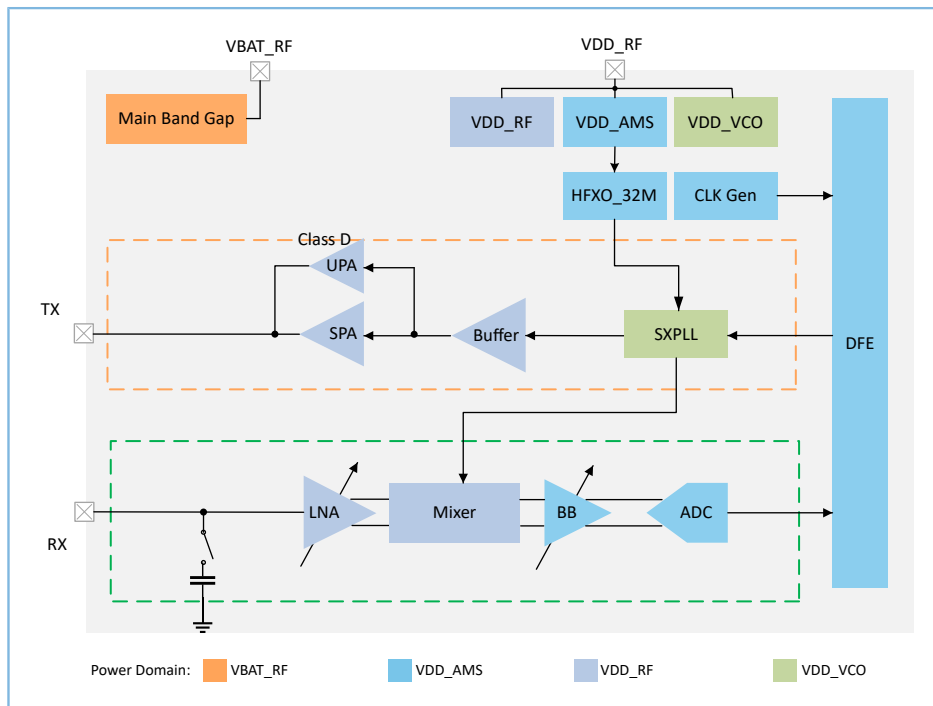 VBAT_RF
VDD_RF
Main Band Gap
VDD_RF
VDD_AMS
VDD_VCO
HFXO_32M
CLK Gen
Class D
UPA
TX
SPA
Buffer
SXPLL
DFE
LNA
Mixer
BB
ADC
RX
Power Domain:
VBAT_RF
VDD_AMS
VDD_RF
VDD_VCO